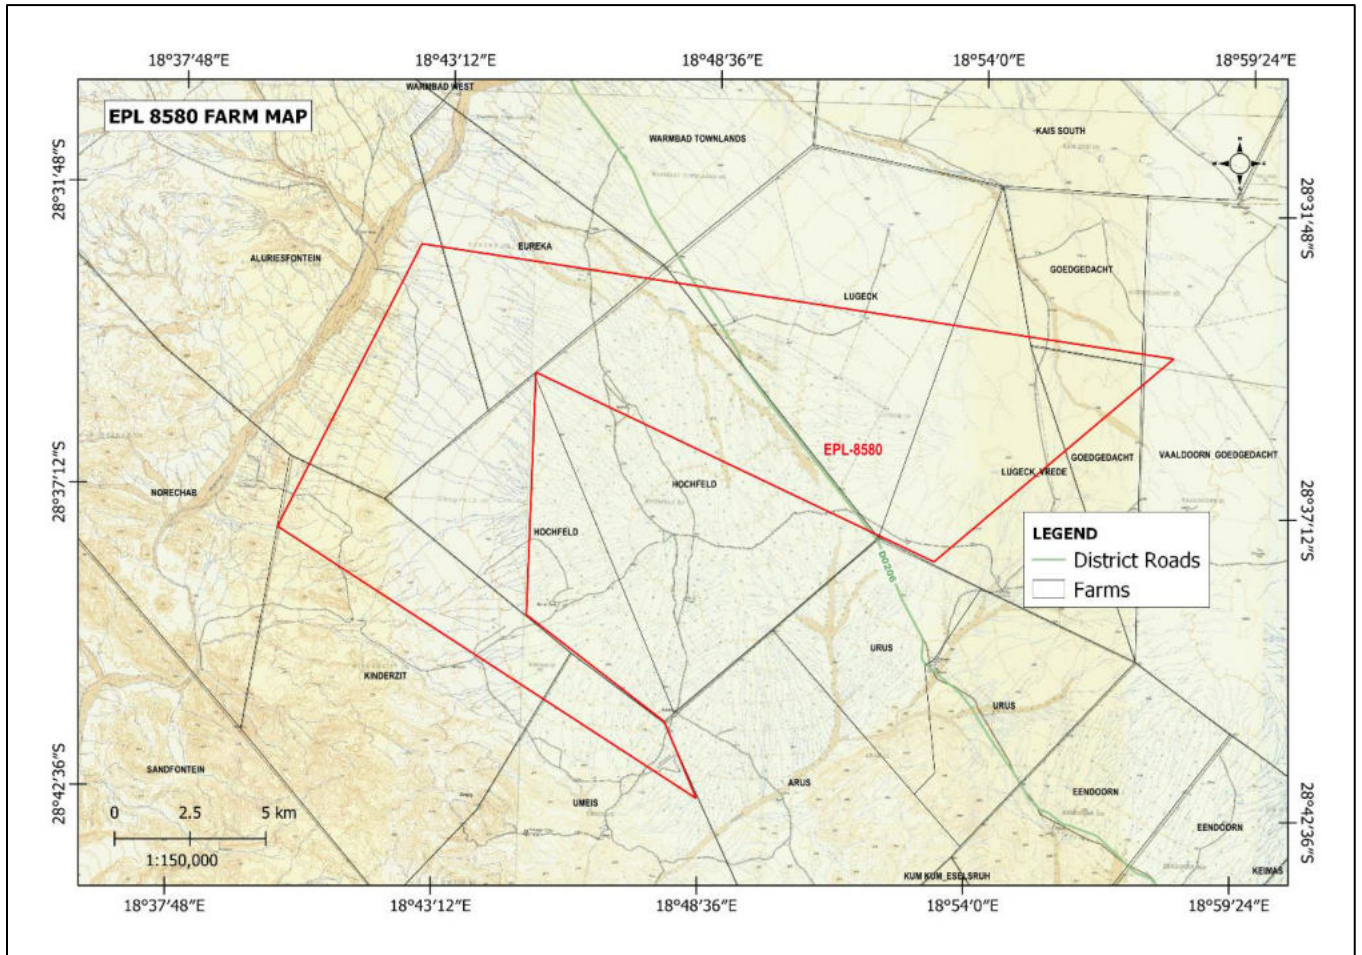 18°37'48"E
18°43'12"E
18°48'36"E
18°54'0"E
18°59'24"E
EPL 8580 FARM MAP
WARMBAD WEST
WARMBAD TOWNLANDS
KAIS SOUTH
28°31'48"S
28°31'48"S
EUREKA
ALURIESFONTEIN
GOEDGEDACHT
LUGECK
EPL-8580
NORECHAB
28°37'12"S
HOCHFELD
LUGECK_VREDE
GOEDGEDACHT
VAALDOORN GOEDGEDACHT
28°37'12"S
HOCHFELD
LEGEND
District Roads
Farms
D0206
URUS
KINDERZIT
URUS
SANDFONTEIN
28°42'36"S
UMEIS
ARUS
EENDOORN
28°42'36"S
EENDOORN
0 2.5 5 km
1:150,000
KUM KUM_ESELSRUH
KEIMAS
18°37'48"E
18°43'12"E
18°48'36"E
18°54'0"E
18°59'24"E